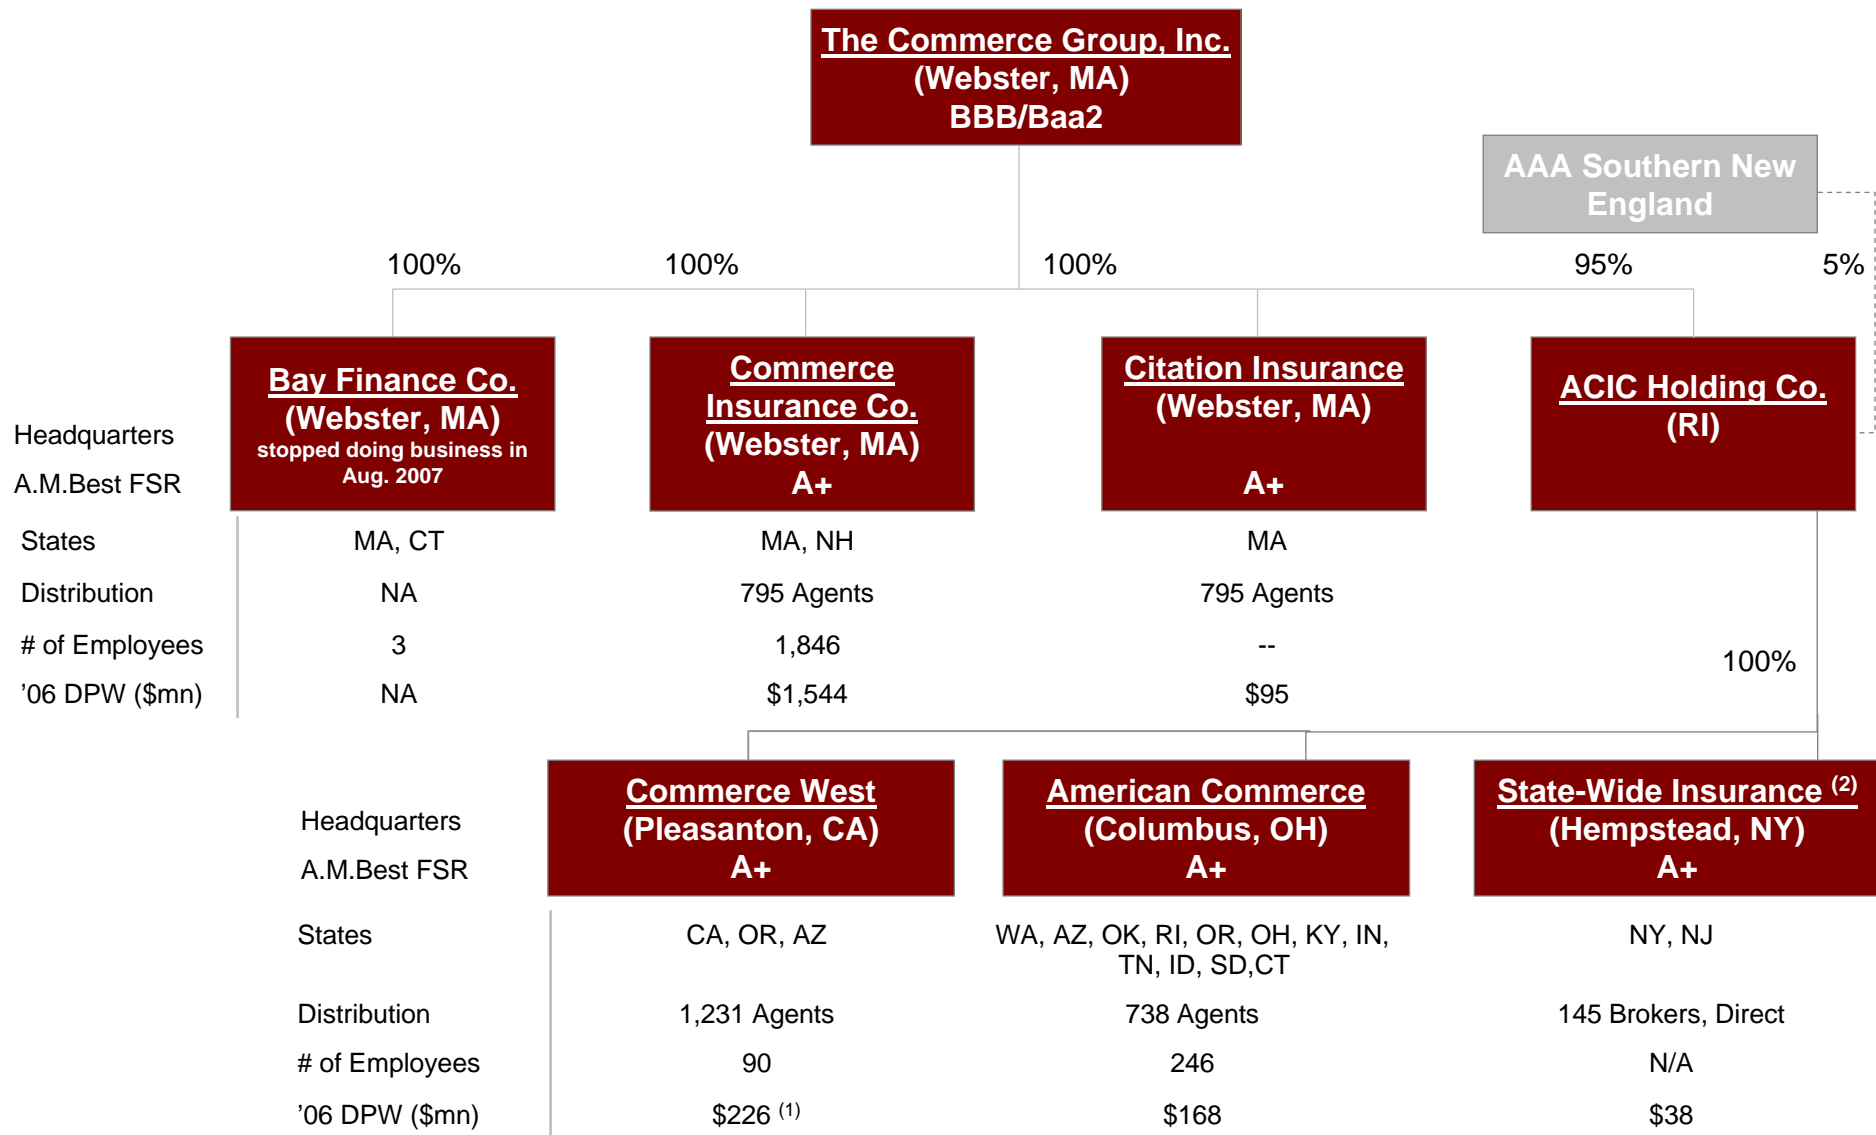 The Commerce Group, Inc.
(Webster, MA)
BBB/Baa2
AAA Southern New
England
100%
100%
100%
95%
5%
Bay Finance Co.
(Webster, MA)
stopped doing business in
Aug. 2007
Commerce
Insurance Co.
(Webster, MA)
A+
Citation Insurance
(Webster, MA)
A+
ACIC Holding Co.
(RI)
Headquarters
A.M.Best FSR
States MA, CT MA, NH MA
Distribution NA 795 Agents 795 Agents
# of Employees 3 1,846 --
’06 DPW ($mn) NA $1,544 $95
100%
Headquarters
A.M.Best FSR
Commerce West
(Pleasanton, CA)
A+
American Commerce
(Columbus, OH)
A+
State-Wide Insurance (2)
(Hempstead, NY)
A+
States CA, OR, AZ WA, AZ, OK, RI, OR, OH, KY, IN, NY, NJ
TN, ID, SD,CT
Distribution 1,231 Agents 738 Agents 145 Brokers, Direct
# of Employees 90 246 N/A
’06 DPW ($mn) $226 (1) $168 $38